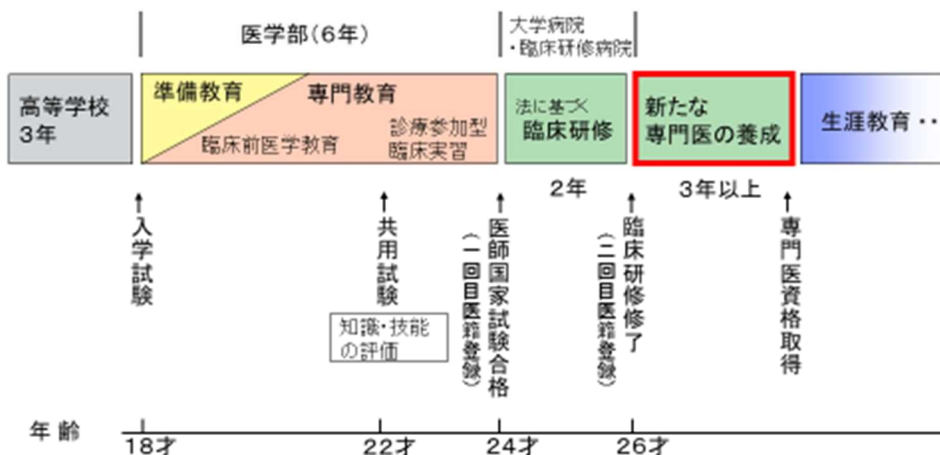 医学部(6年)
大学病院
・臨床研修病院
高等学校
3年
準備教育
専門教育
臨床前医学教育
診療参加型
臨床実習
法に基づく
臨床研修
新たな
専門医の養成
生涯教育・・
2年
3年以上
入学試験
共用試験
知識・技能
の評価
医師国家試験合格
(一回目医籍登録)
臨床研修修了
(二回目医籍登録)
専門医資格取得
年齢
18才
22才
24才
26才